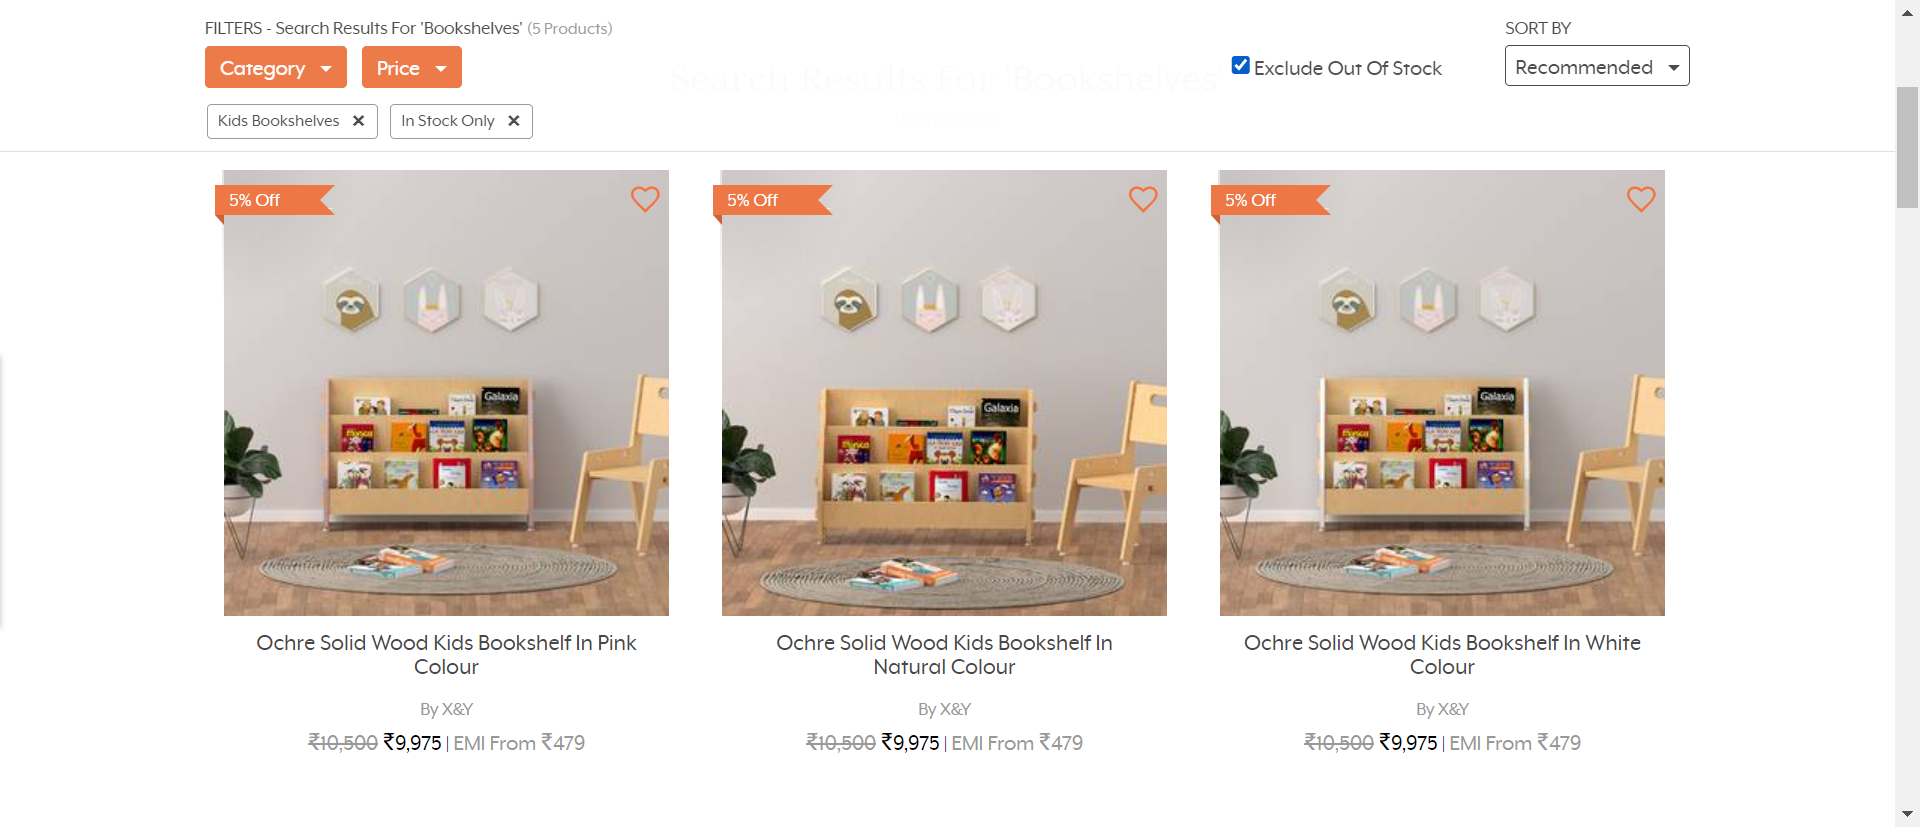 FILTERS - Search Results For 'Bookshelves' (5 Products)
SORT BY
Category
Price
Search Results For 'Bookshelves'
Exclude Out Of Stock
Recommended
Kids Bookshelves ✕
In Stock Only ✕
5% Off
5% Off
5% Off
Galaxia
Galaxia
Galaxia
Monica
Monica
Monica
Ochre Solid Wood Kids Bookshelf In Pink
Colour
By X&Y
₹10,500 ₹9,975 | EMI From ₹479
Ochre Solid Wood Kids Bookshelf In
Natural Colour
By X&Y
₹10,500 ₹9,975 | EMI From ₹479
Ochre Solid Wood Kids Bookshelf In White
Colour
By X&Y
₹10,500 ₹9,975 | EMI From ₹479